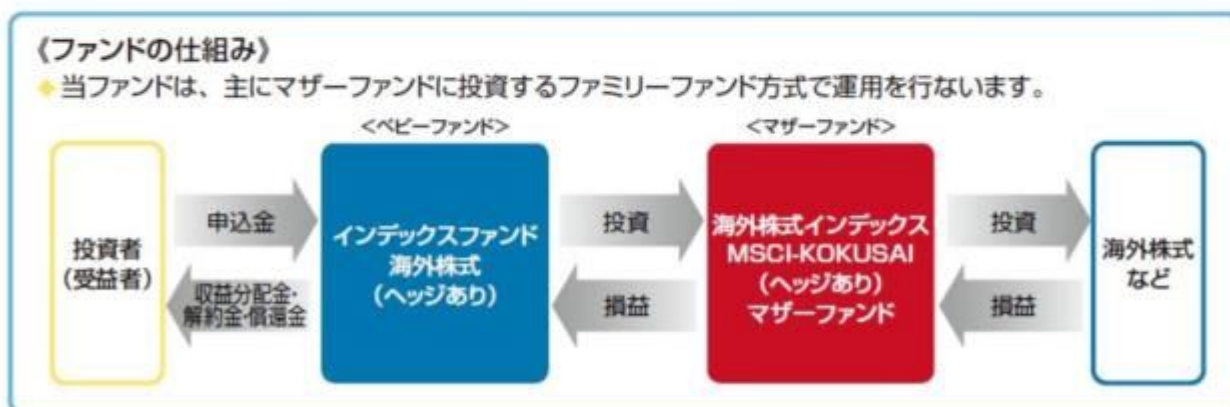 《ファンドの仕組み》
◆当ファンドは、主にマザーファンドに投資するファミリーファンド方式で運用を行ないます。
<ベビーファンド>
<マザーファンド>
投資者
(受益者)
申込金
収益分配金・
解約金・償還金
インデックスファンド
海外株式
(ヘッジあり)
投資
損益
海外株式インデックス
MSCI-KOKUSAI
(ヘッジあり)
マザーファンド
投資
損益
海外株式
など